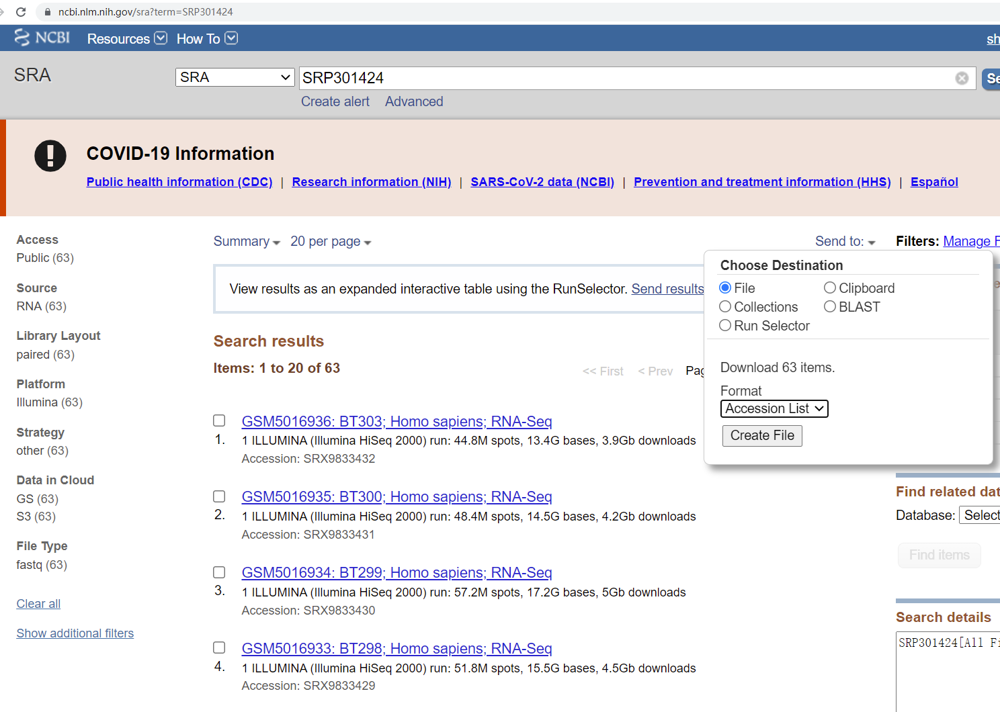 ncbi.nlm.nih.gov/sra?term=SRP301424
NCBI Resources How To
SRA SRA SRP301424
Create alert Advanced
COVID-19 Information
Public health information (CDC) | Research information (NIH) | SARS-CoV-2 data (NCBI) | Prevention and treatment information (HHS) | Español
Access
Public (63)
Source
RNA (63)
Library Layout
paired (63)
Platform
Illumina (63)
Strategy
other (63)
Data in Cloud
GS (63)
S3 (63)
File Type
fastq (63)
Clear all
Show additional filters
Summary 20 per page Send to: Filters: Manage F
View results as an expanded interactive table using the RunSelector. Send results
Search results
Items: 1 to 20 of 63
<< First < Prev Pag
Choose Destination
File Clipboard
Collections BLAST
Run Selector
Download 63 items.
Format
Accession List
Create File
GSM5016936: BT303; Homo sapiens; RNA-Seq
1. 1 ILLUMINA (Illumina HiSeq 2000) run: 44.8M spots, 13.4G bases, 3.9Gb downloads
Accession: SRX9833432
GSM5016935: BT300; Homo sapiens; RNA-Seq
2. 1 ILLUMINA (Illumina HiSeq 2000) run: 48.4M spots, 14.5G bases, 4.2Gb downloads
Accession: SRX9833431
GSM5016934: BT299; Homo sapiens; RNA-Seq
3. 1 ILLUMINA (Illumina HiSeq 2000) run: 57.2M spots, 17.2G bases, 5Gb downloads
Accession: SRX9833430
GSM5016933: BT298; Homo sapiens; RNA-Seq
4. 1 ILLUMINA (Illumina HiSeq 2000) run: 51.8M spots, 15.5G bases, 4.5Gb downloads
Accession: SRX9833429
Find related dat
Database: Select
Find items
Search details
SRP301424[All Fi